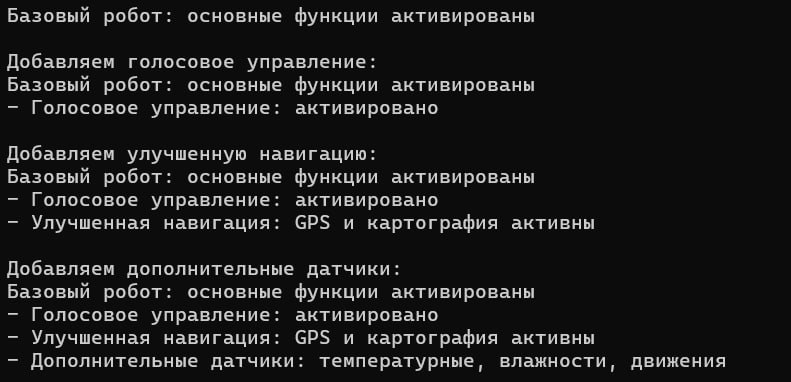 Базовый робот: основные функции активированы
Добавляем голосовое управление:
Базовый робот: основные функции активированы
- Голосовое управление: активировано
Добавляем улучшенную навигацию:
Базовый робот: основные функции активированы
- Голосовое управление: активировано
- Улучшенная навигация: GPS и картография активны
Добавляем дополнительные датчики:
Базовый робот: основные функции активированы
- Голосовое управление: активировано
- Улучшенная навигация: GPS и картография активны
- Дополнительные датчики: температурные, влажности, движения